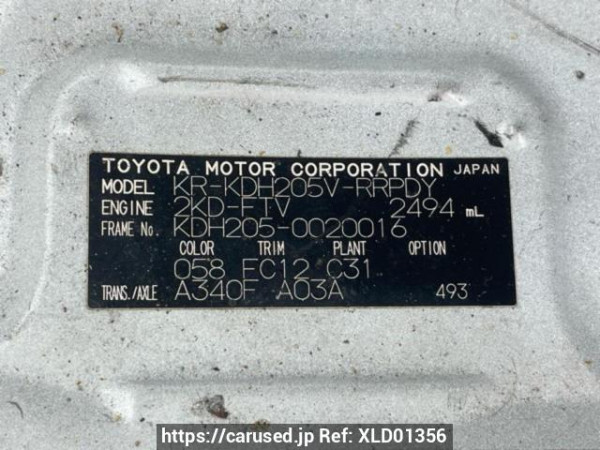 TOYOTA MOTOR CORPORATION JAPAN
MODEL KR-KDH205V-RRPDY
ENGINE 2KD-FTV 2494 mL
FRAME No. KDH205-0020016
COLOR TRIM PLANT OPTION
058 FC12 C31
TRANS./AXLE A340F A03A 493
https://carused.jp Ref: XLD01356